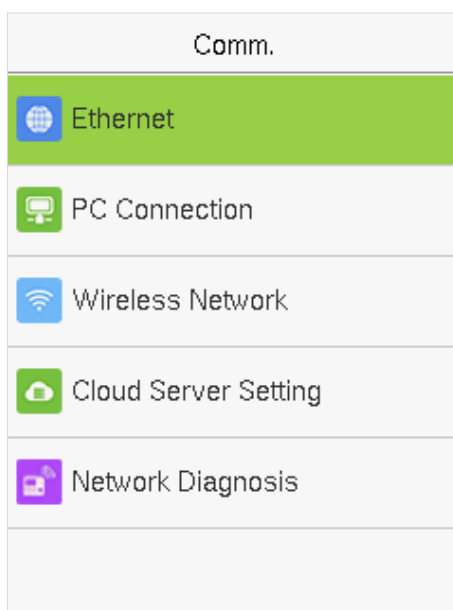 Comm.
Ethernet
PC Connection
Wireless Network
Cloud Server Setting
Network Diagnosis